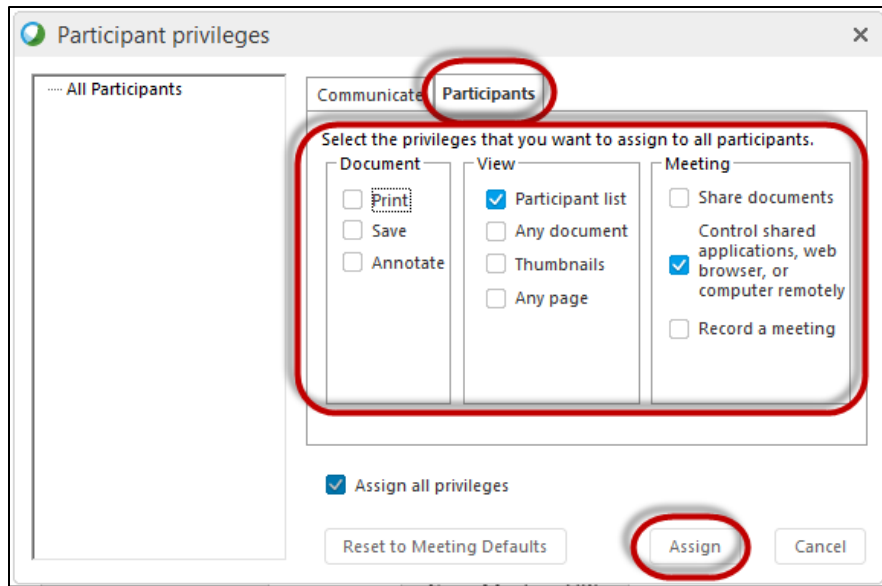 Participant privileges
All Participants
Communicate
Participants
Select the privileges that you want to assign to all participants.
Document
Print
Save
Annotate
View
Participant list
Any document
Thumbnails
Any page
Meeting
Share documents
Control shared
applications, web
browser, or
computer remotely
Record a meeting
Assign all privileges
Reset to Meeting Defaults
Assign
Cancel